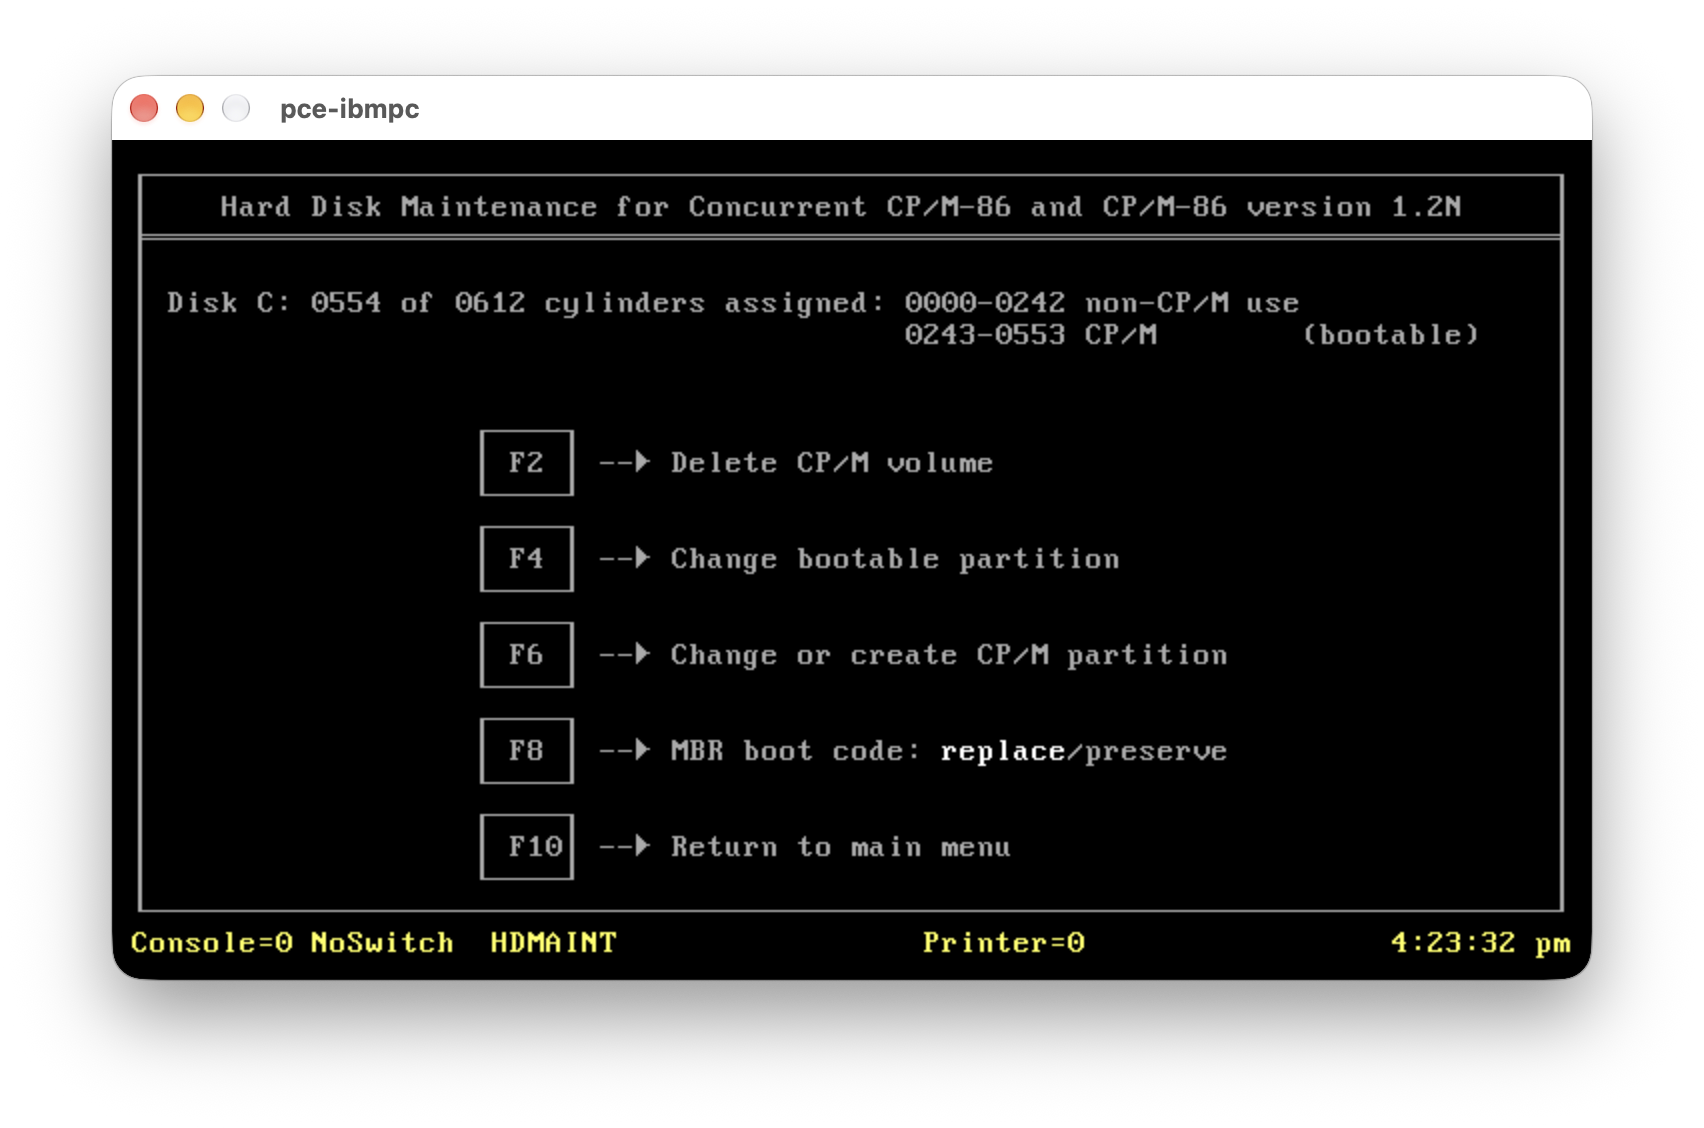 pce-ibmpc
Hard Disk Maintenance for Concurrent CP/M-86 and CP/M-86 version 1.2N
Disk C: 0554 of 0612 cylinders assigned: 0000-0242 non-CP/M use
0243-0553 CP/M (bootable)
F2 --► Delete CP/M volume
F4 --► Change bootable partition
F6 --► Change or create CP/M partition
F8 --► MBR boot code: replace/preserve
F10 --► Return to main menu
Console=0 NoSwitch HDMAINT Printer=0 4:23:32 pm